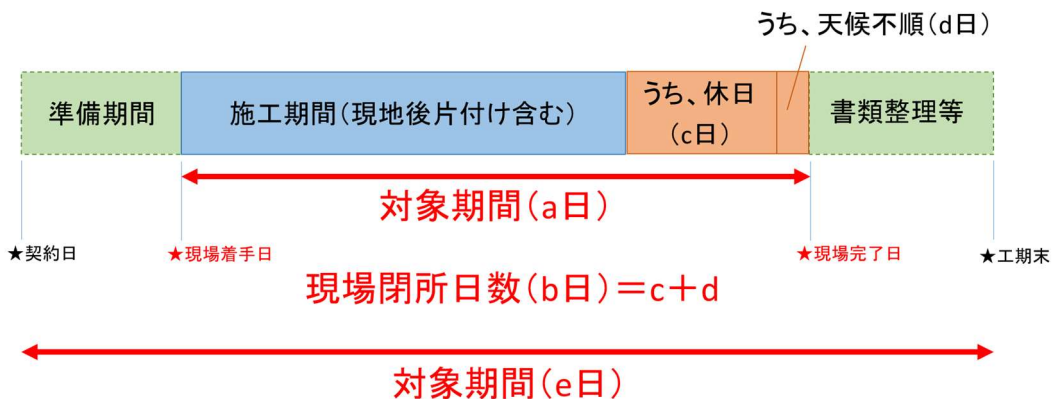 うち、天候不順(d日)
準備期間
施工期間(現地後片付け含む)
うち、休日
(c日)
書類整理等
対象期間(a日)
★契約日
★現場着手日
★現場完了日
★工期末
現場閉所日数(b日)=c+d
対象期間(e日)